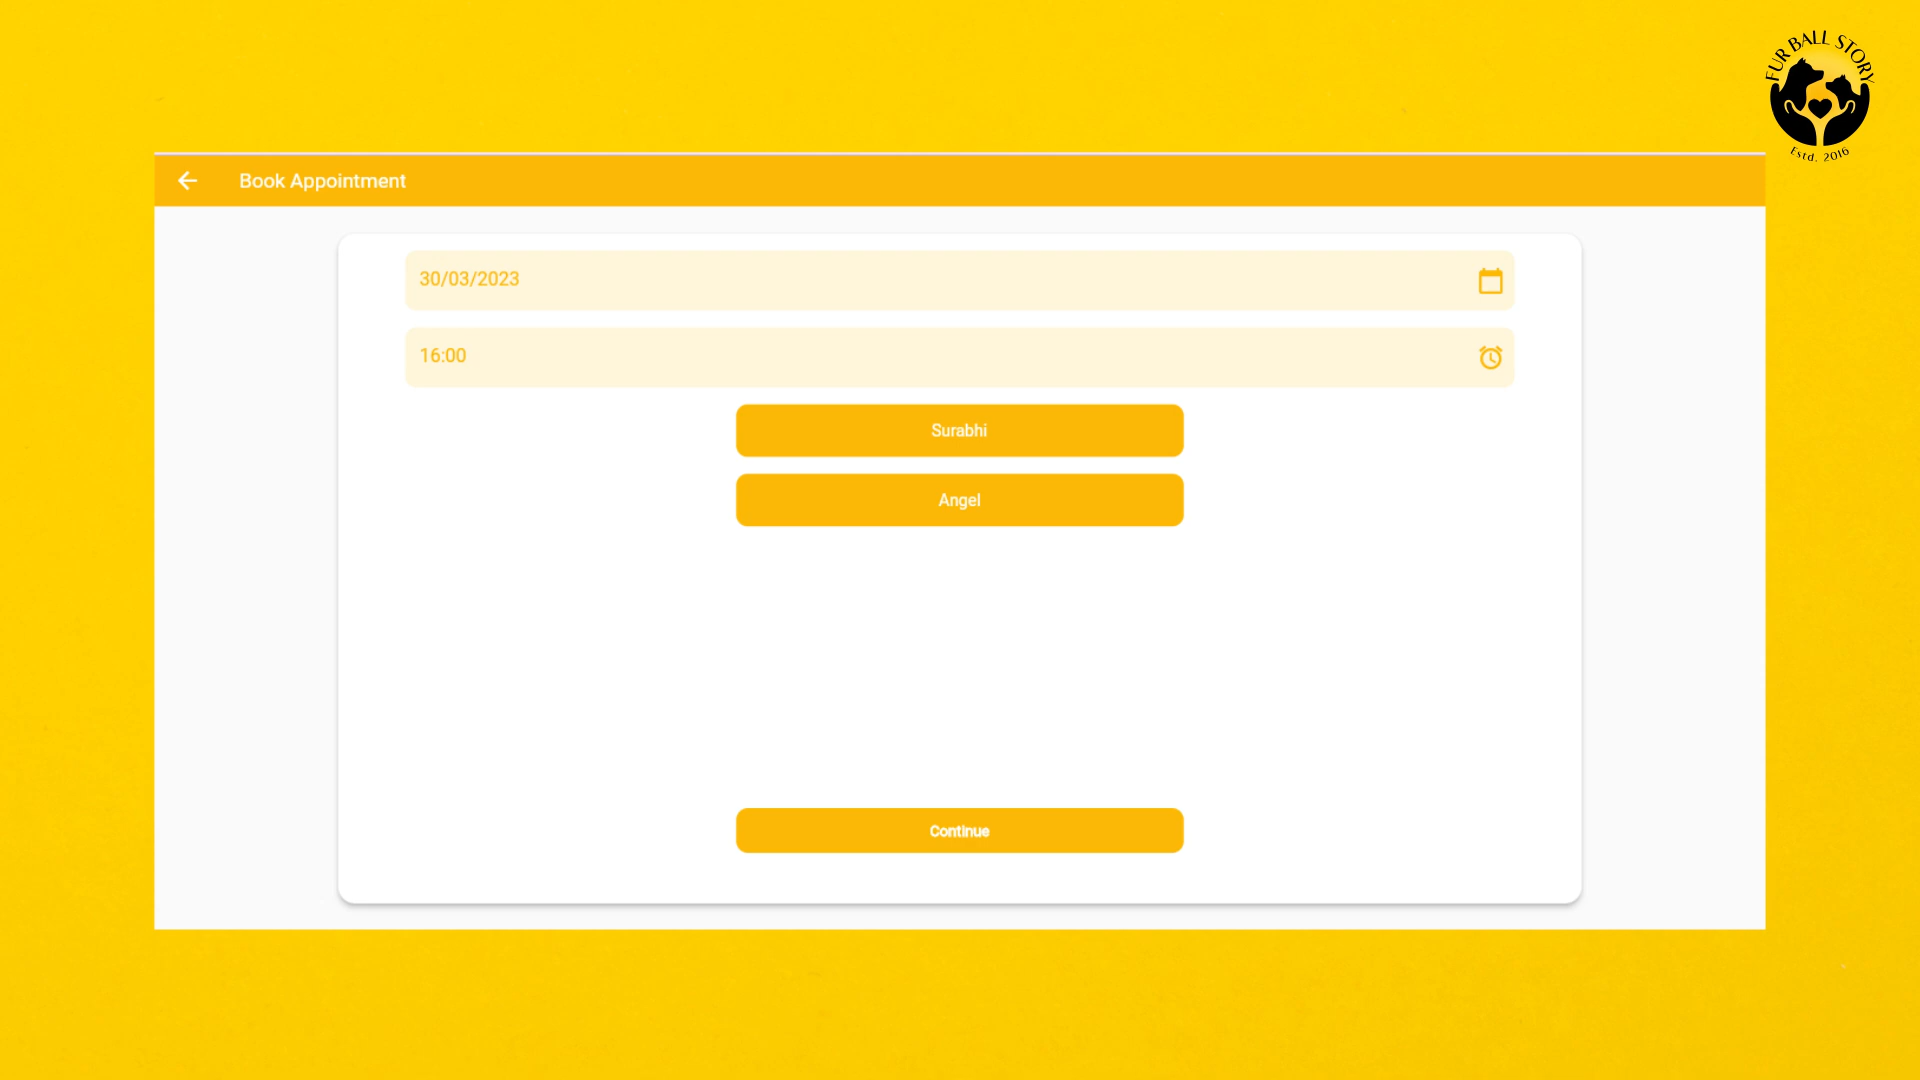 FUR BALL STORY
Estd. 2016
Book Appointment
30/03/2023
16:00
Surabhi
Angel
Continue